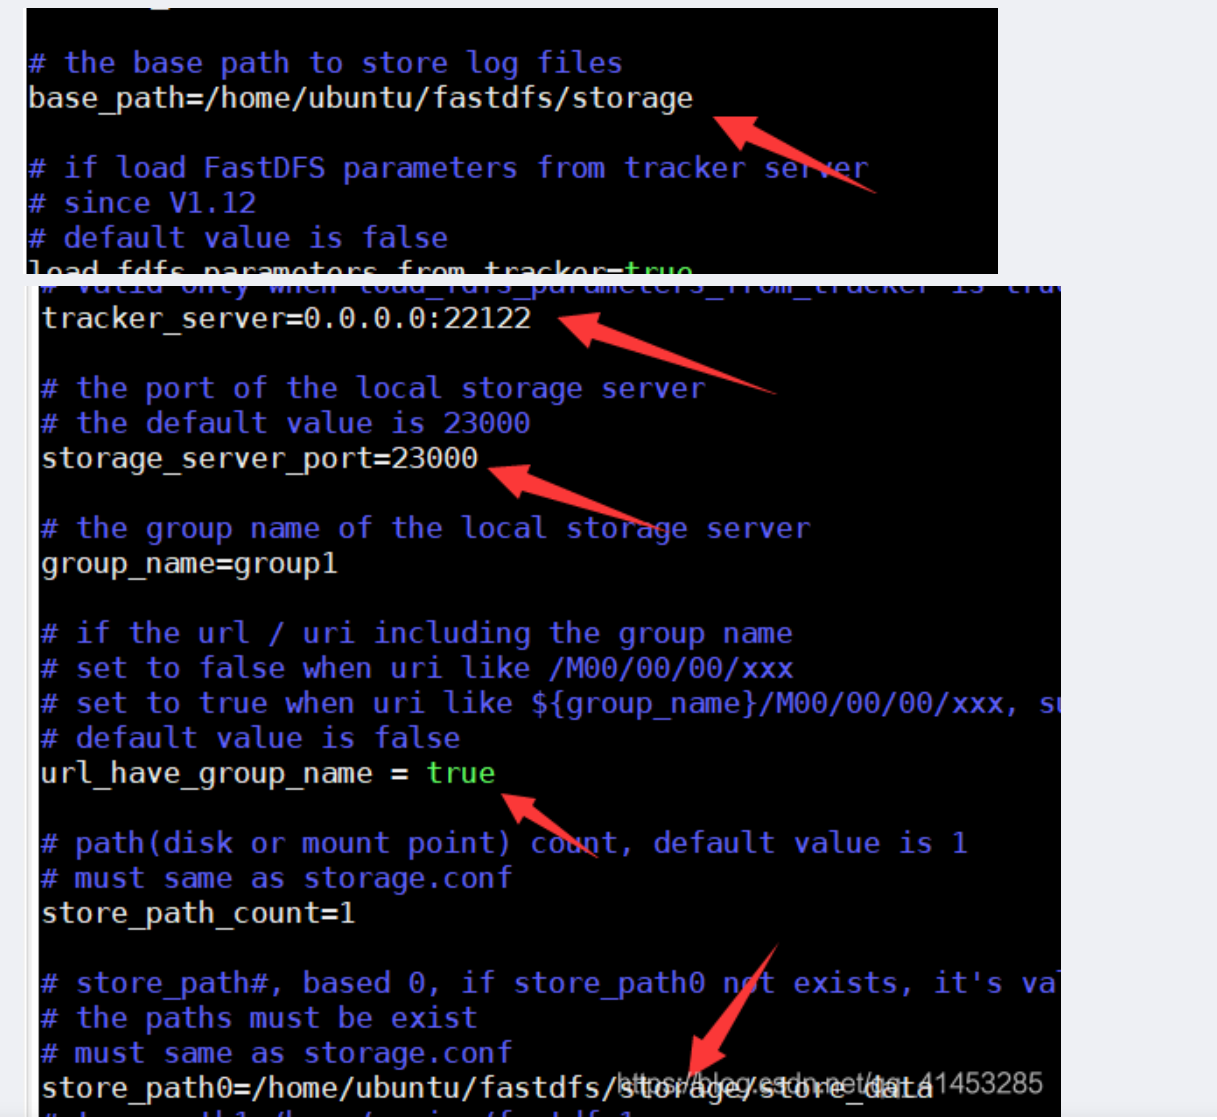 # the base path to store log files
base_path=/home/ubuntu/fastdfs/storage
# if load FastDFS parameters from tracker server
# since V1.12
# default value is false
load_fdfs_parameters_from_tracker=true
# valid only when load_fdfs_parameters_from_tracker is true
tracker_server=0.0.0.0:22122
# the port of the local storage server
# the default value is 23000
storage_server_port=23000
# the group name of the local storage server
group_name=group1
# if the url / uri including the group name
# set to false when uri like /M00/00/00/xxx
# set to true when uri like ${group_name}/M00/00/00/xxx, su
# default value is false
url_have_group_name = true
# path(disk or mount point) count, default value is 1
# must same as storage.conf
store_path_count=1
# store_path#, based 0, if store_path0 not exists, it's va
# the paths must be exist
# must same as storage.conf
store_path0=/home/ubuntu/fastdfs/storage/store_data
https://blog.csdn.net/qq_41453285